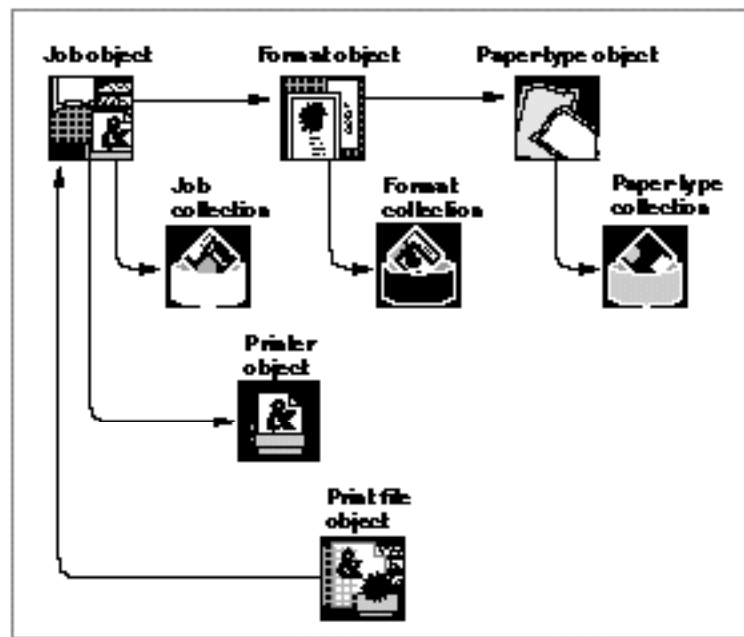 Job object
Format object
Paper-type object
Job
collection
Format
collection
Paper-type
collection
Printer
object
Print file
object